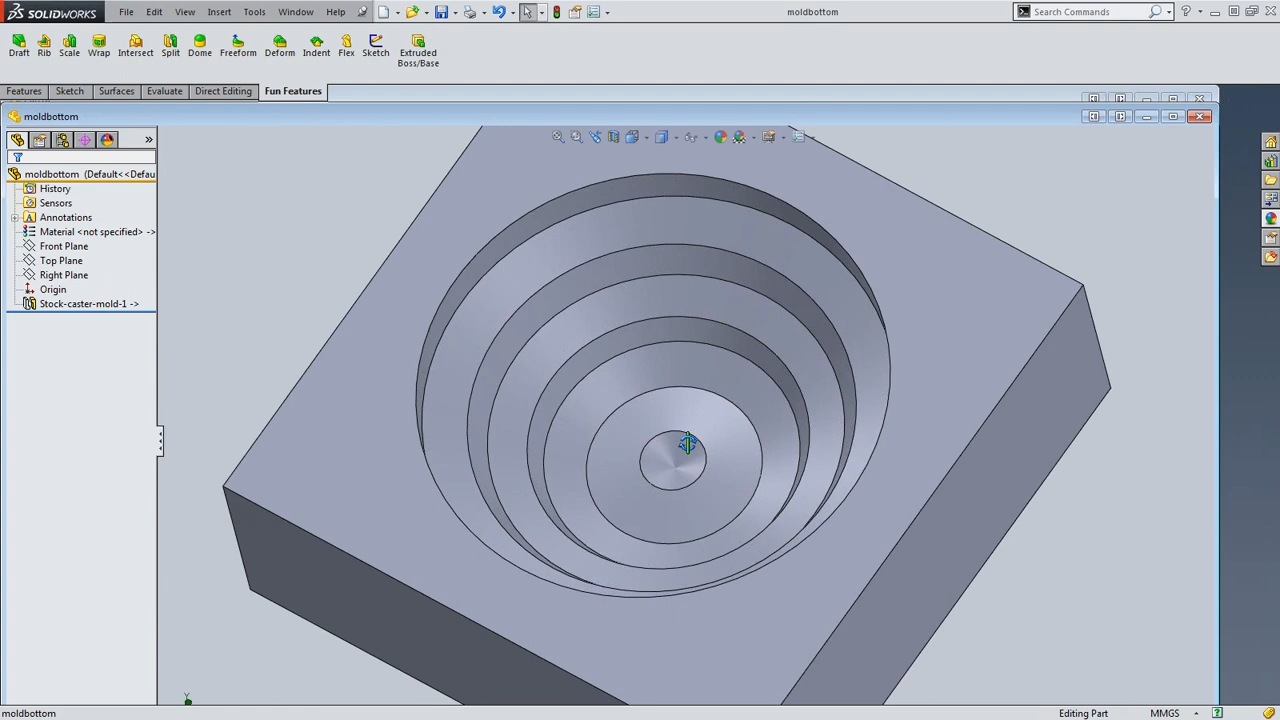 SOLIDWORKS File Edit View Insert Tools Window Help moldbottom Search Commands
Draft Rib Scale Wrap Intersect Split Dome Freeform Deform Indent Flex Sketch Extruded
Boss/Base
Features Sketch Surfaces Evaluate Direct Editing Fun Features
moldbottom
moldbottom (Default<<Defau
History
Sensors
Annotations
Material <not specified> ->
Front Plane
Top Plane
Right Plane
Origin
Stock-caster-mold-1 ->
Y
moldbottom Editing Part MMGS